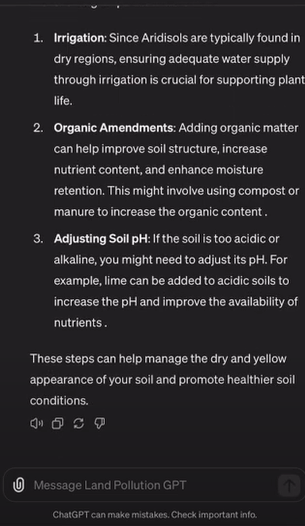 1. Irrigation: Since Aridisols are typically found in
dry regions, ensuring adequate water supply
through irrigation is crucial for supporting plant
life.
2. Organic Amendments: Adding organic matter
can help improve soil structure, increase
nutrient content, and enhance moisture
retention. This might involve using compost or
manure to increase the organic content .
3. Adjusting Soil pH: If the soil is too acidic or
alkaline, you might need to adjust its pH. For
example, lime can be added to acidic soils to
increase the pH and improve the availability of
nutrients .
These steps can help manage the dry and yellow
appearance of your soil and promote healthier soil
conditions.
Message Land Pollution GPT
ChatGPT can make mistakes. Check important info.